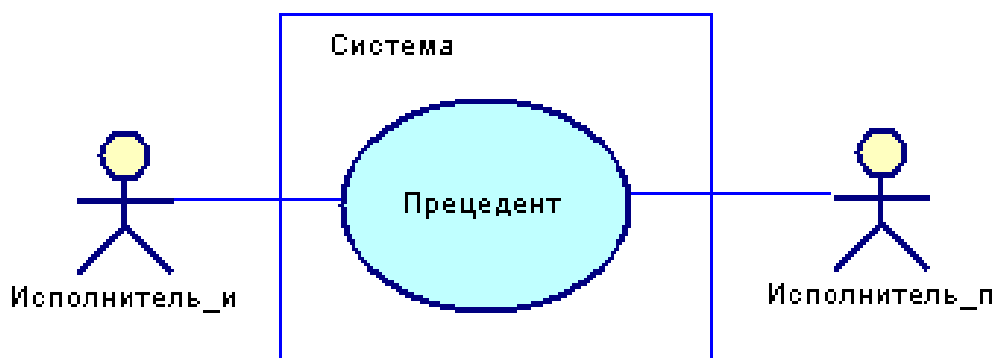 Система
Прецедент
Исполнитель_и
Исполнитель_п